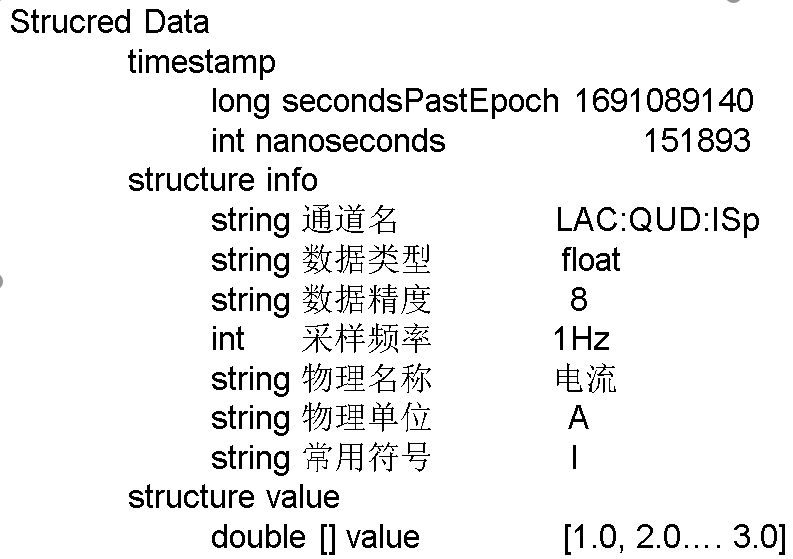 Strucred Data
timestamp
long secondsPastEpoch 1691089140
int nanoseconds 151893
structure info
string 通道名 LAC:QUD:ISp
string 数据类型 float
string 数据精度 8
int 采样频率 1Hz
string 物理名称 电流
string 物理单位 A
string 常用符号 I
structure value
double [] value [1.0, 2.0.... 3.0]